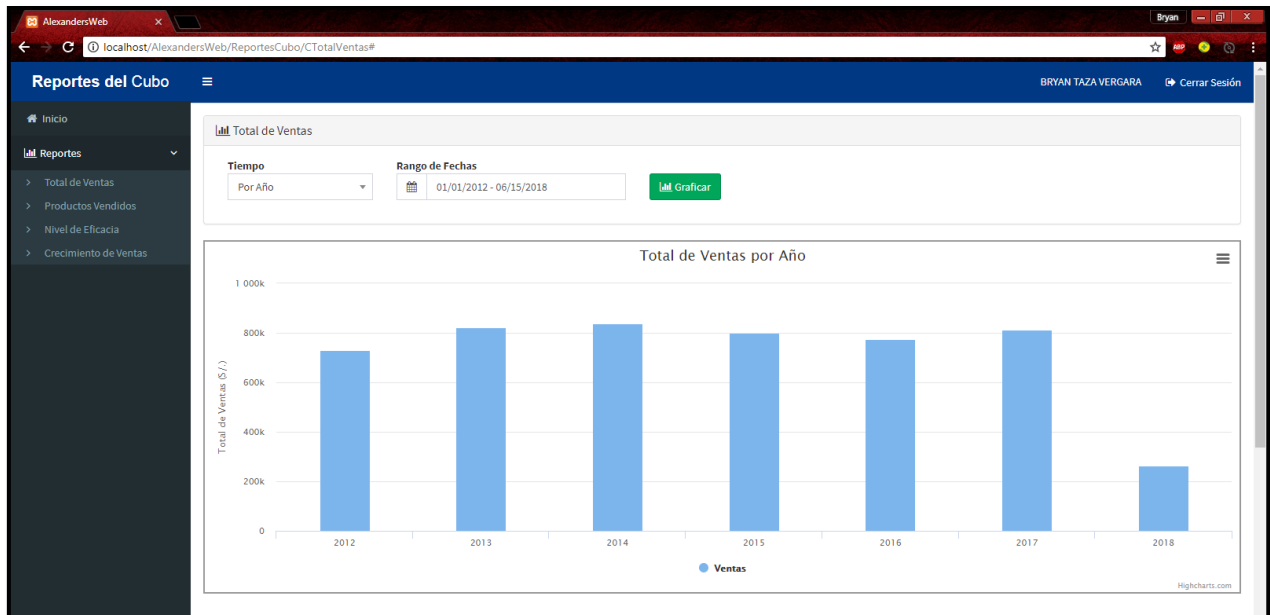 AlexandersWeb
Bryan
localhost/AlexandersWeb/ReportesCubo/CTotalVentas#
ABP
Reportes del Cubo
BRYAN TAZA VERGARA
Cerrar Sesión
Inicio
Reportes
Total de Ventas
Productos Vendidos
Nivel de Eficacia
Crecimiento de Ventas
Total de Ventas
Tiempo
Rango de Fechas
Por Año
01/01/2012 - 06/15/2018
Graficar
Total de Ventas por Año
Total de Ventas (S/.)
1 000k
800k
600k
400k
200k
0
2012 2013 2014 2015 2016 2017 2018
Ventas
Highcharts.com